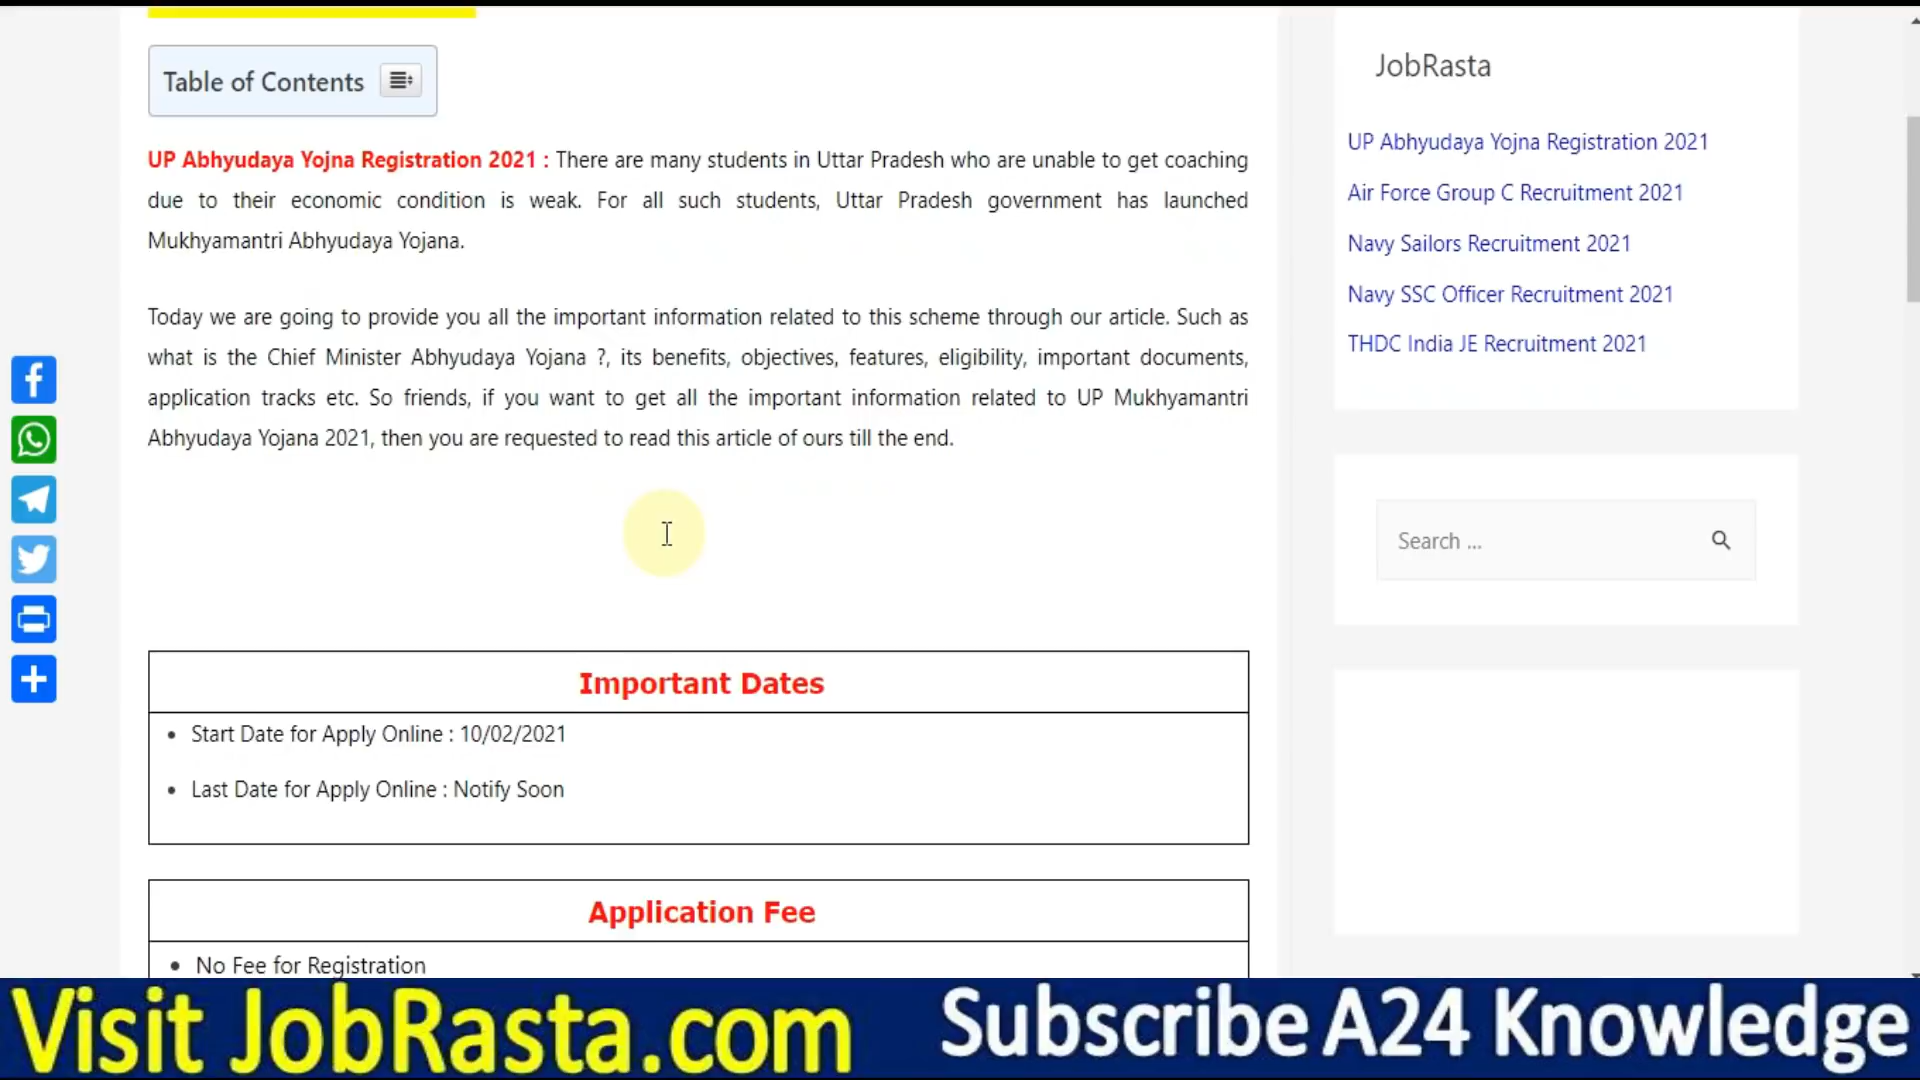 Table of Contents
UP Abhyudaya Yojna Registration 2021 : There are many students in Uttar Pradesh who are unable to get coaching
due to their economic condition is weak. For all such students, Uttar Pradesh government has launched
Mukhyamantri Abhyudaya Yojana.
Today we are going to provide you all the important information related to this scheme through our article. Such as
what is the Chief Minister Abhyudaya Yojana ?, its benefits, objectives, features, eligibility, important documents,
application tracks etc. So friends, if you want to get all the important information related to UP Mukhyamantri
Abhyudaya Yojana 2021, then you are requested to read this article of ours till the end.
Important Dates
Start Date for Apply Online : 10/02/2021
Last Date for Apply Online : Notify Soon
Application Fee
No Fee for Registration
JobRasta
UP Abhyudaya Yojna Registration 2021
Air Force Group C Recruitment 2021
Navy Sailors Recruitment 2021
Navy SSC Officer Recruitment 2021
THDC India JE Recruitment 2021
Search ...
Visit JobRasta.com
Subscribe A24 Knowledge